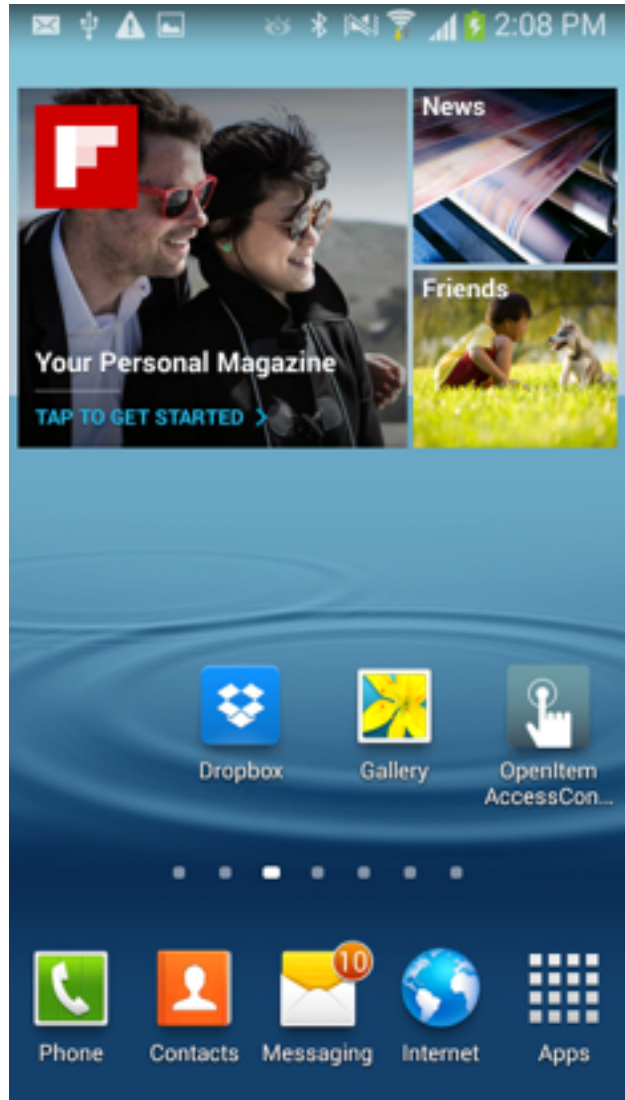 2:08 PM
News
Friends
Your Personal Magazine
TAP TO GET STARTED
Dropbox
Gallery
OpenItem
AccessCon...
10
Phone
Contacts
Messaging
Internet
Apps